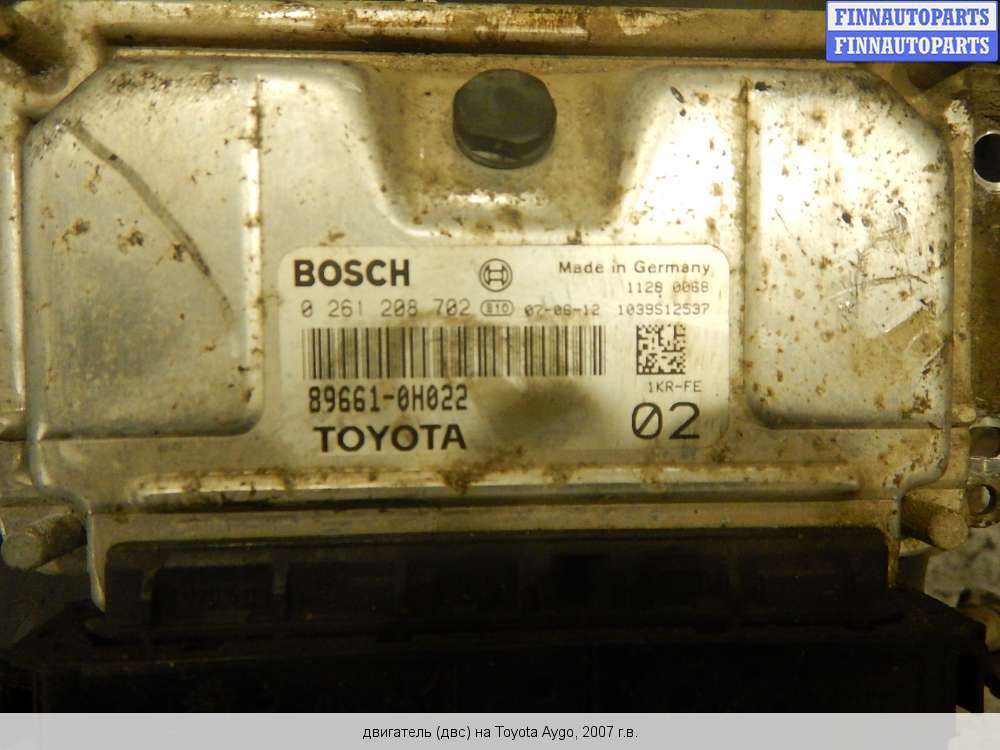 FINNAUTOPARTS
FINNAUTOPARTS
BOSCH Made in Germany
1128 0068
0 261 208 702 S10 07-06-12 1039S12537
89661-0H022 1KR-FE
TOYOTA 02
двигатель (двс) на Toyota Aygo, 2007 г.в.